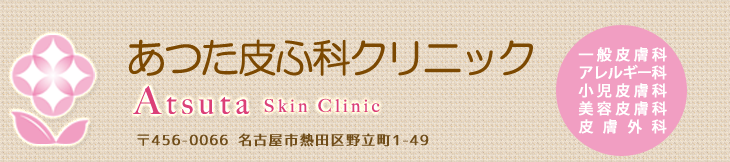 あつた皮ふ科クリニック
Atsuta Skin Clinic
〒456-0066 名古屋市熱田区野立町1-49
一般皮膚科
アレルギー科
小児皮膚科
美容皮膚科
皮膚外科